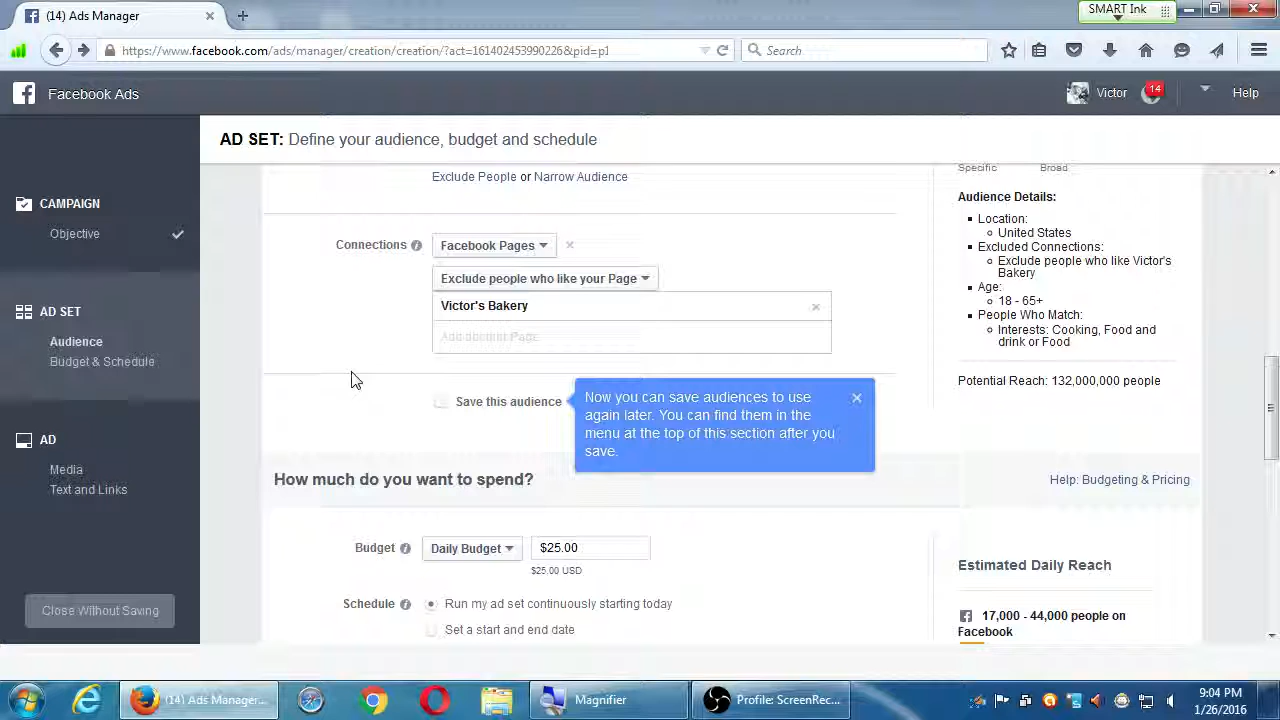 (14) Ads Manager
SMART Ink
https://www.facebook.com/ads/manager/creation/creation/?act=161402453990226&pid=p1
Search
Facebook Ads
Victor
14
Help
AD SET: Define your audience, budget and schedule
CAMPAIGN
Objective
AD SET
Audience
Budget & Schedule
AD
Media
Text and Links
Close Without Saving
Exclude People or Narrow Audience
Connections
Facebook Pages
Exclude people who like your Page
Victor's Bakery
Save this audience
Now you can save audiences to use
again later. You can find them in the
menu at the top of this section after you
save.
How much do you want to spend?
Help: Budgeting & Pricing
Budget
Daily Budget
$25.00
$25.00 USD
Schedule
Run my ad set continuously starting today
Set a start and end date
Specific
Broad
Audience Details:
Location:
United States
Excluded Connections:
Exclude people who like Victor's
Bakery
Age:
18 - 65+
People Who Match:
Interests: Cooking, Food and
drink or Food
Potential Reach: 132,000,000 people
Estimated Daily Reach
17,000 - 44,000 people on
Facebook
(14) Ads Manager...
Magnifier
Profile: ScreenRec...
9:04 PM
1/26/2016